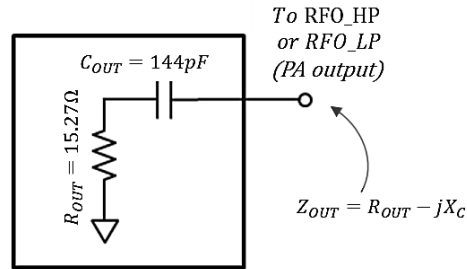 To RFO_HP
or RFO_LP
(PA output)
C_OUT = 144pF
R_OUT = 15.27Ω
Z_OUT = R_OUT − jX_C